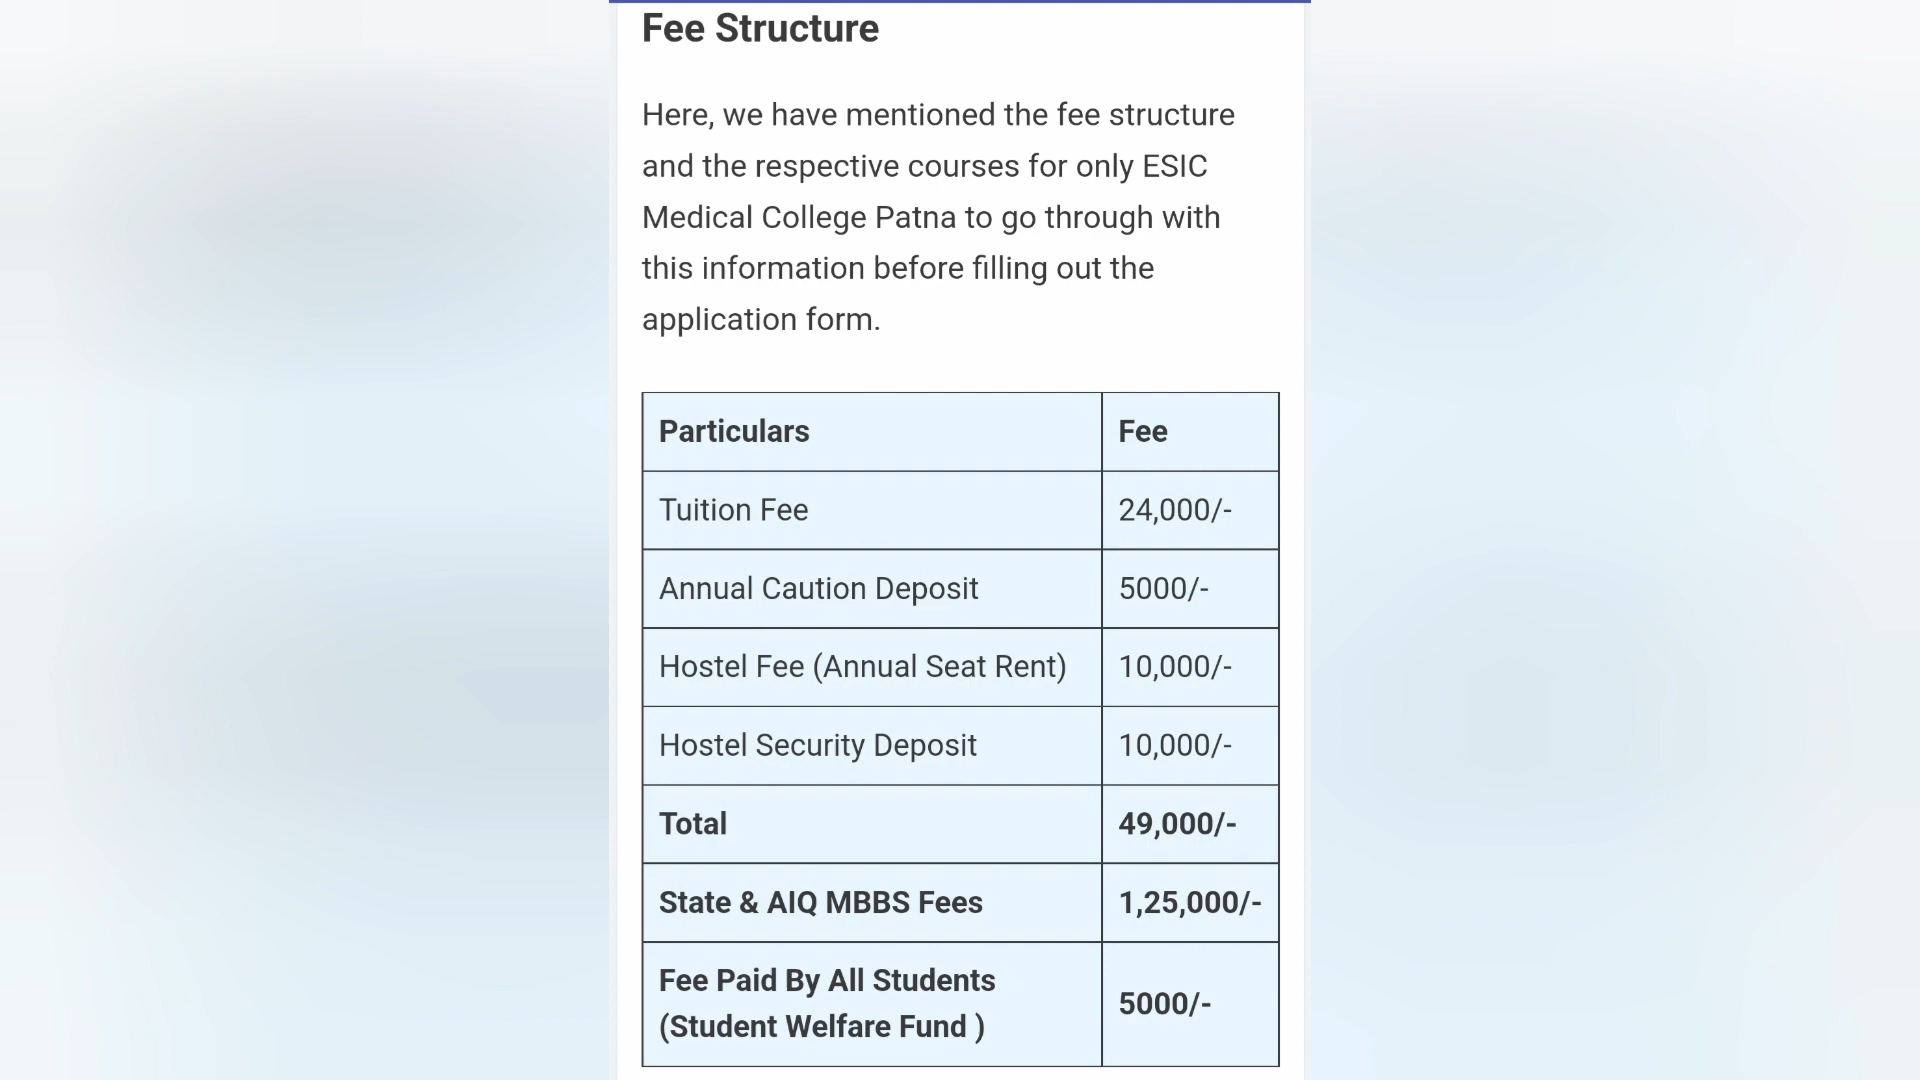 Fee Structure
Here, we have mentioned the fee structure
and the respective courses for only ESIC
Medical College Patna to go through with
this information before filling out the
application form.
Particulars Fee
Tuition Fee 24,000/-
Annual Caution Deposit 5000/-
Hostel Fee (Annual Seat Rent) 10,000/-
Hostel Security Deposit 10,000/-
Total 49,000/-
State & AIQ MBBS Fees 1,25,000/-
Fee Paid By All Students
(Student Welfare Fund ) 5000/-